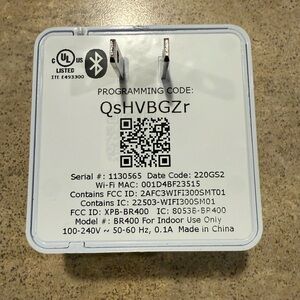 C UL US
LISTED
ITE E493300
PROGRAMMING CODE:
QsHVBGZr
Serial #: 1130565 Date Code: 220GS2
Wi-Fi MAC: 001D4BF23515
Contains FCC ID: 2AFC3WIFI300SMT01
Contains IC: 22503-WIFI300SM01
FCC ID: XPB-BR400 IC: 8053B-BR400
Model #: BR400 For Indoor Use Only
100-240V ~ 50-60 Hz, 0.1A Made in China